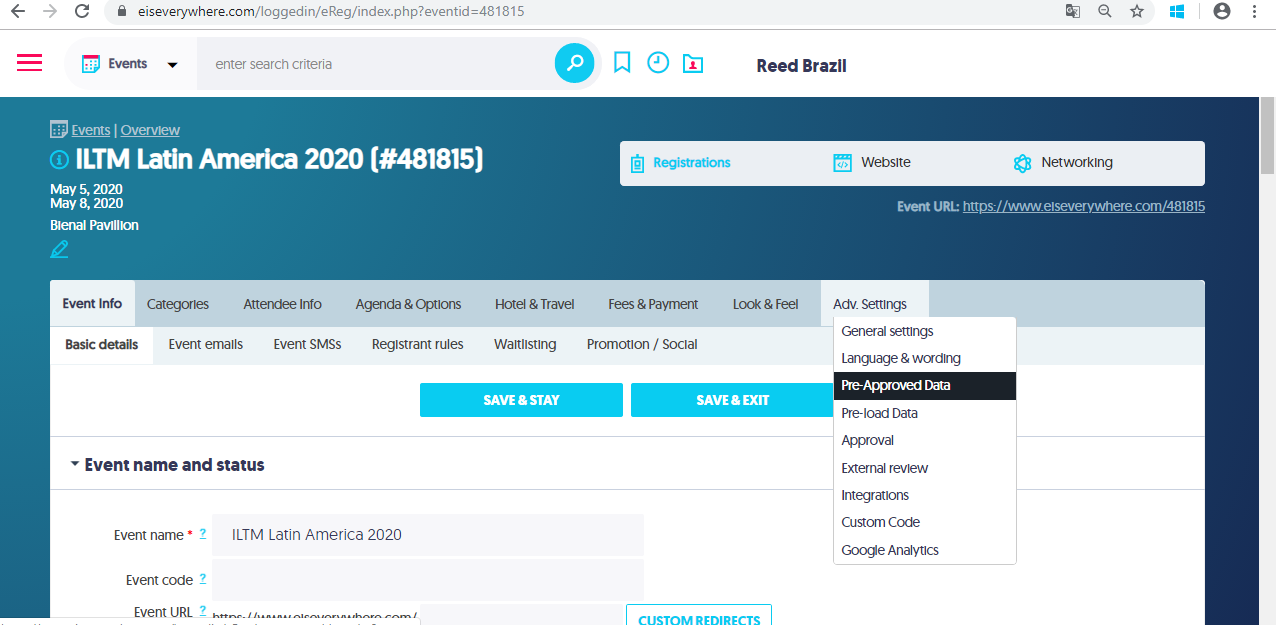 eiseverywhere.com/loggedin/eReg/index.php?eventid=481815
Events
enter search criteria
Reed Brazil
Events | Overview
ILTM Latin America 2020 (#481815)
May 5, 2020
May 8, 2020
Bienal Pavillion
Registrations
Website
Networking
Event URL: https://www.eiseverywhere.com/481815
Event Info
Categories
Attendee Info
Agenda & Options
Hotel & Travel
Fees & Payment
Look & Feel
Adv. Settings
General settings
Language & wording
Pre-Approved Data
Pre-load Data
Approval
External review
Integrations
Custom Code
Google Analytics
Basic details
Event emails
Event SMSs
Registrant rules
Waitlisting
Promotion / Social
SAVE & STAY
SAVE & EXIT
Event name and status
Event name * ?
ILTM Latin America 2020
Event code ?
Event URL ?
https://www.eiseverywhere.com/
CUSTOM REDIRECTS